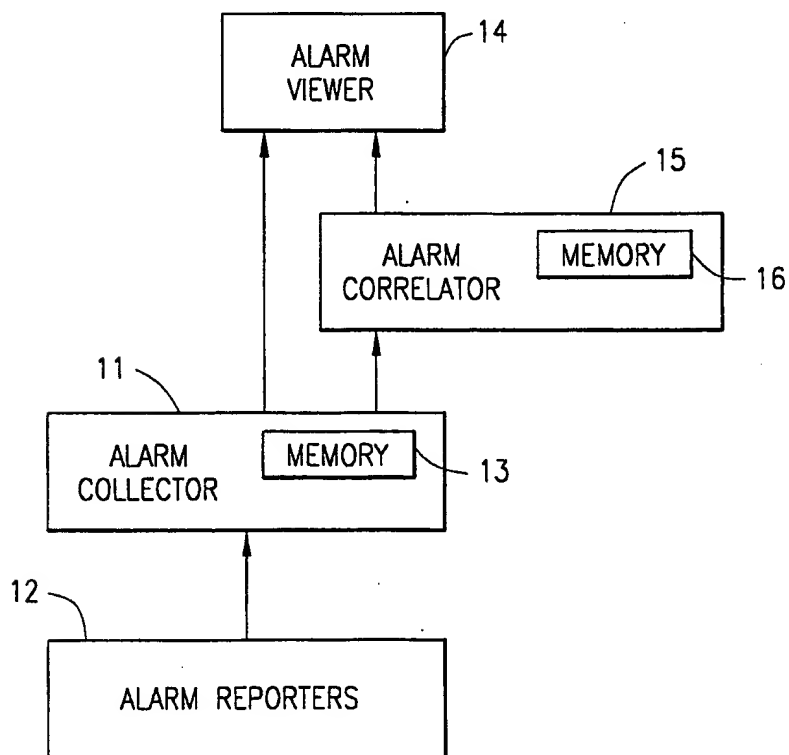 14
ALARM
VIEWER
15
ALARM
CORRELATOR
MEMORY
16
11
ALARM
COLLECTOR
MEMORY
13
12
ALARM REPORTERS